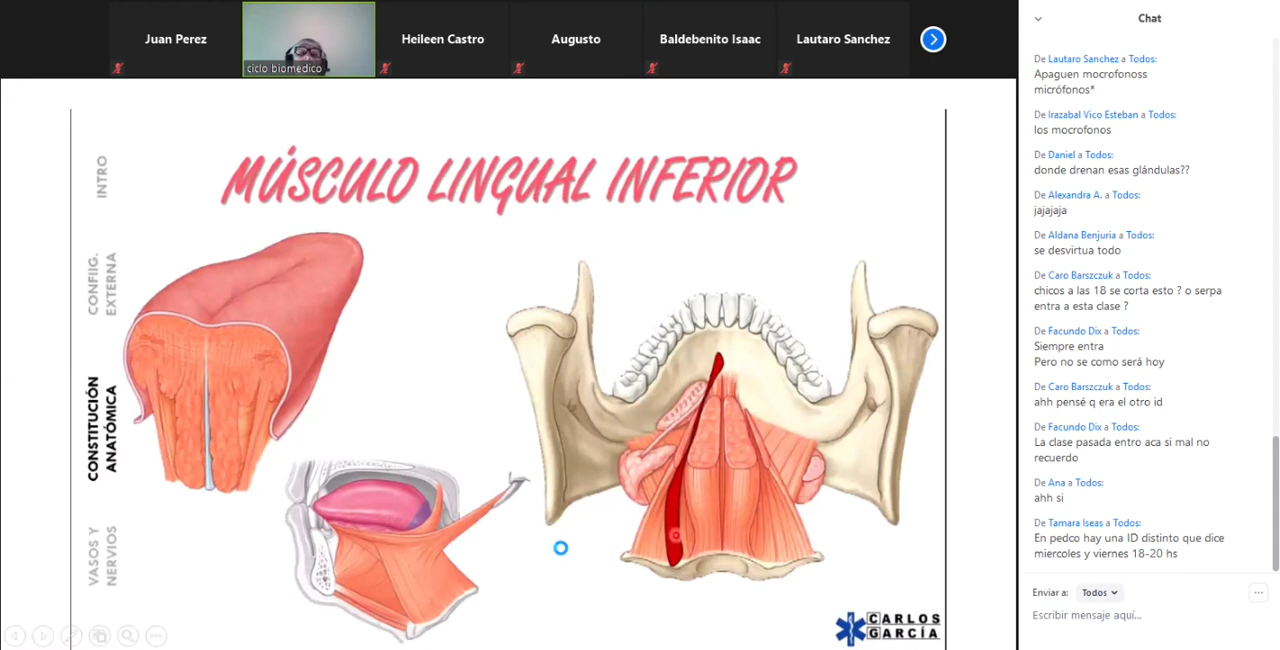 Juan Perez
ciclo biomedico
Heileen Castro
Augusto
Baldebenito Isaac
Lautaro Sanchez
INTRO
CONFIIG.
EXTERNA
CONSTITUCIÓN
ANATÓMICA
VASOS Y
NERVIOS
MÚSCULO LINGUAL INFERIOR
CARLOS
GARCÍA
Chat
De Lautaro Sanchez a Todos:
Apaguen mocrofonoss
micrófonos*
De Irazabal Vico Esteban a Todos:
los mocrofonos
De Daniel a Todos:
donde drenan esas glándulas??
De Alexandra A. a Todos:
jajajaja
De Aldana Benjuria a Todos:
se desvirtua todo
De Caro Barszczuk a Todos:
chicos a las 18 se corta esto ? o serpa
entra a esta clase ?
De Facundo Dix a Todos:
Siempre entra
Pero no se como será hoy
De Caro Barszczuk a Todos:
ahh pensé q era el otro id
De Facundo Dix a Todos:
La clase pasada entro aca si mal no
recuerdo
De Ana a Todos:
ahh si
De Tamara Iseas a Todos:
En pedco hay una ID distinto que dice
miercoles y viernes 18-20 hs
Enviar a: Todos
Escribir mensaje aquí...